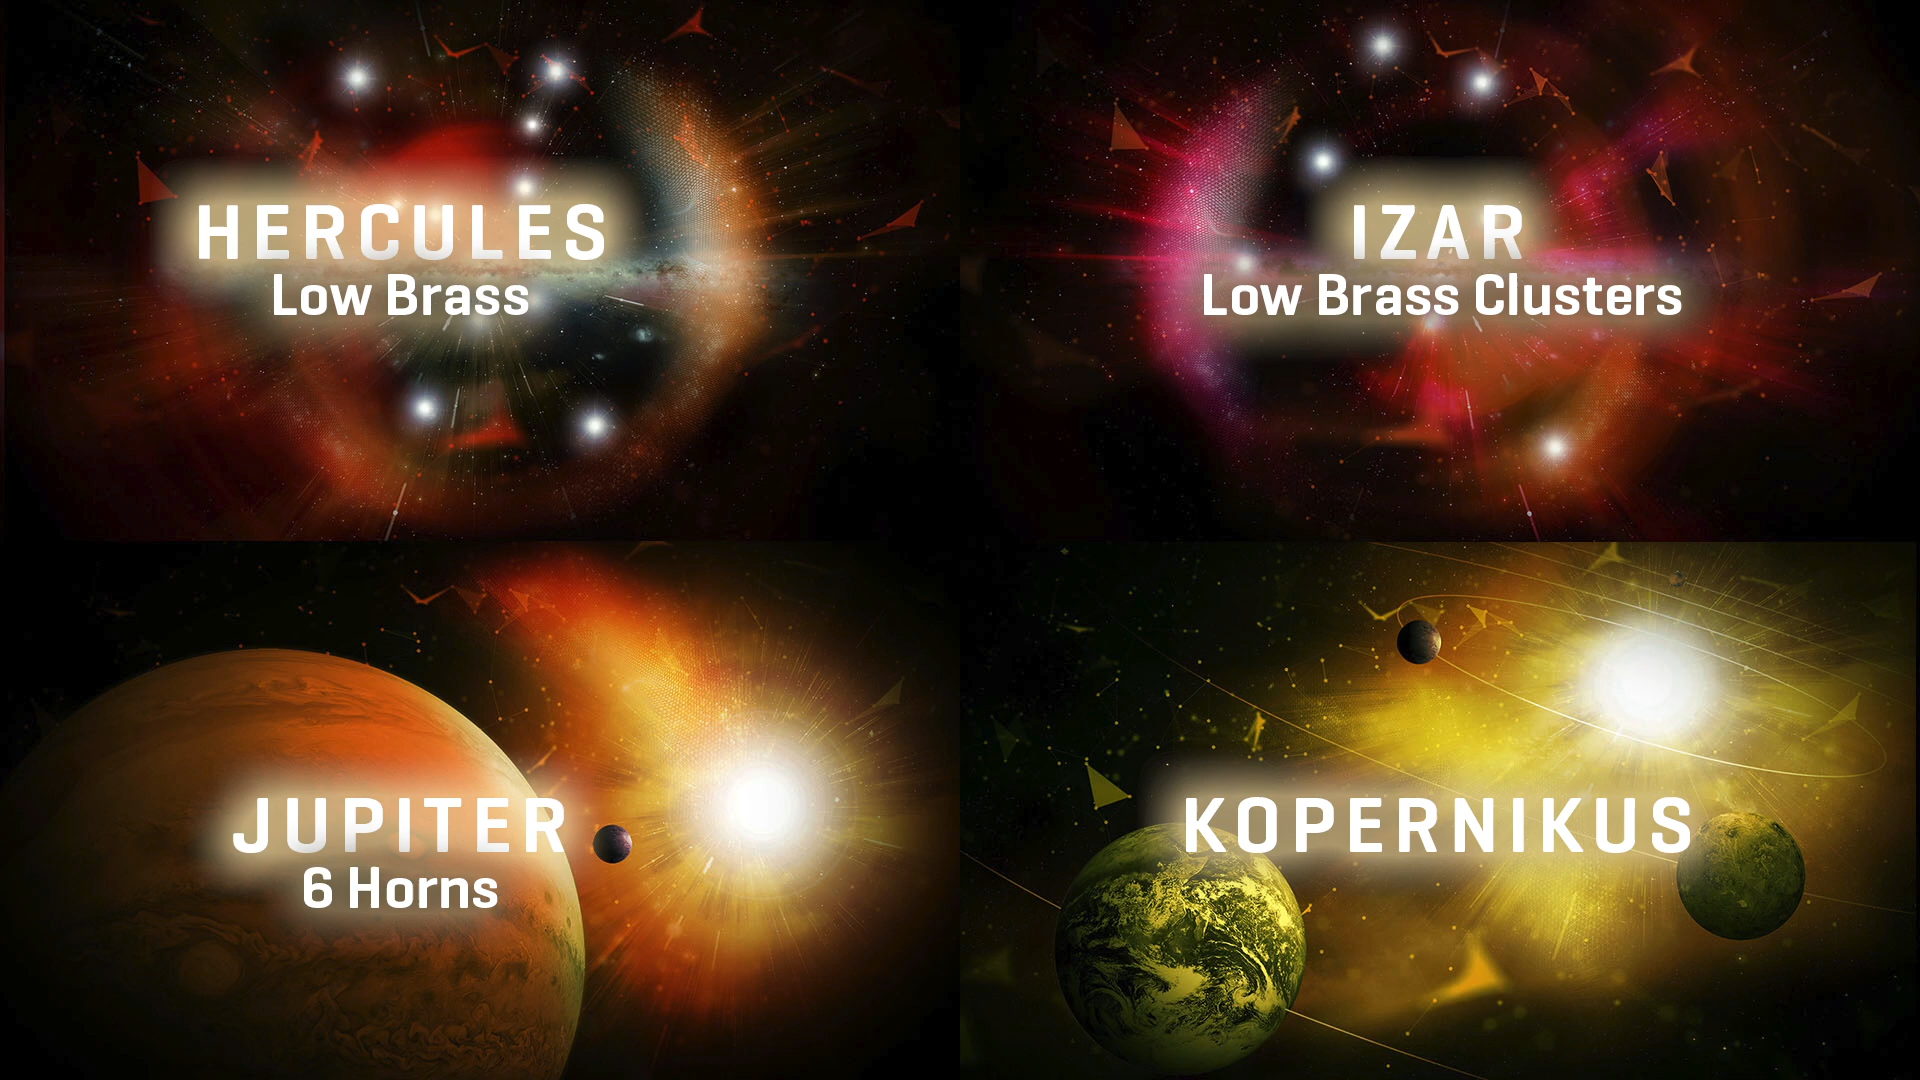 HERCULES
Low Brass
IZAR
Low Brass Clusters
JUPITER
6 Horns
KOPERNIKUS